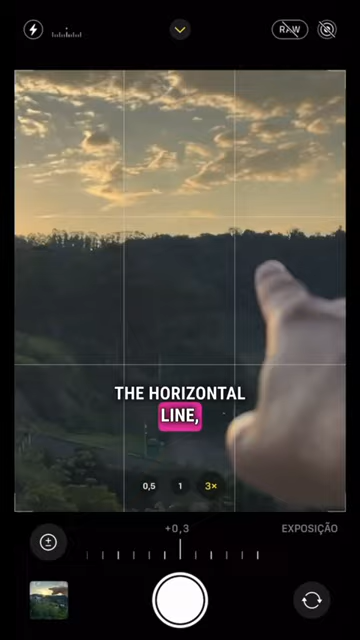 RAW
THE HORIZONTAL
LINE,
0,5 1 3×
+0,3 EXPOSIÇÃO